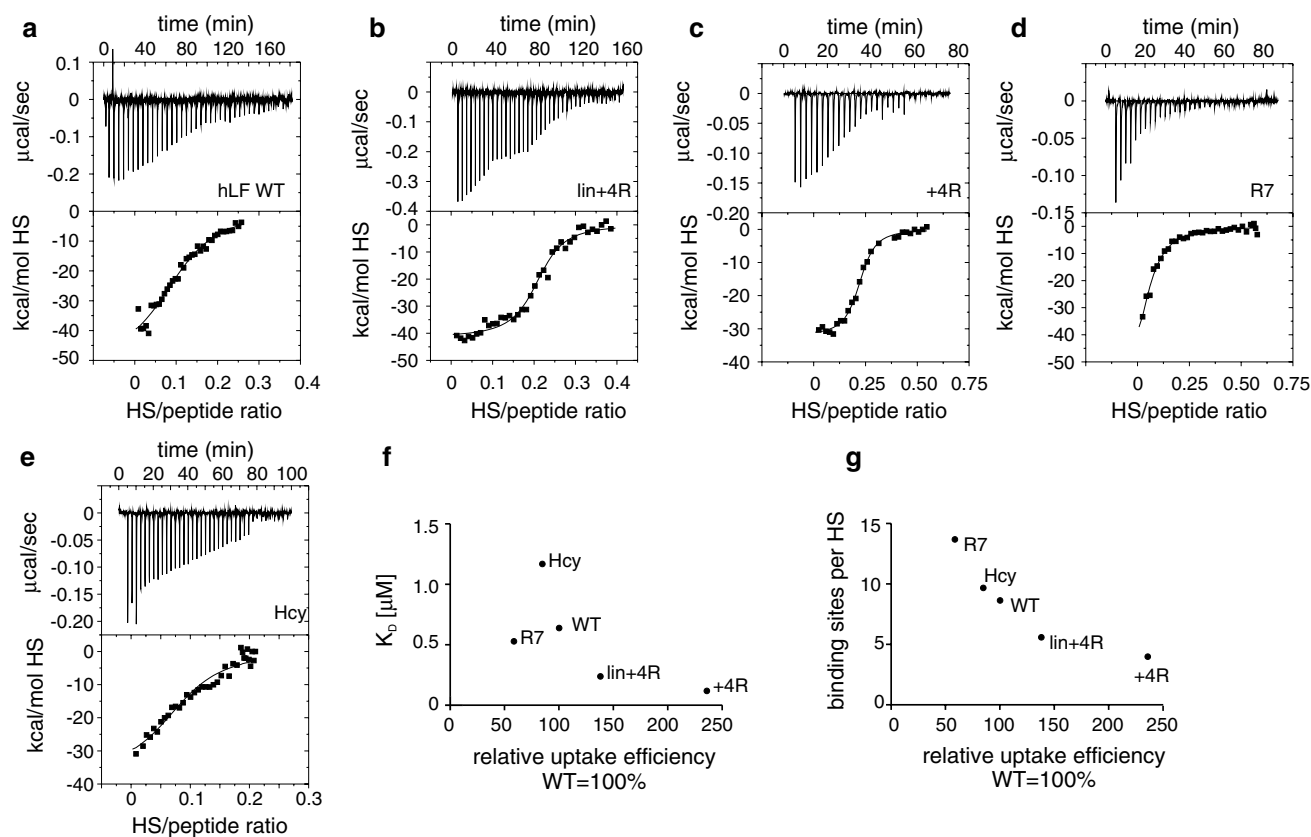 a
time (min)
0 40 80 120 160
0.1
0
-0.1
-0.2
µcal/sec
hLF WT
0
-10
-20
-30
-40
-50
kcal/mol HS
0 0.1 0.2 0.3 0.4
HS/peptide ratio
b
time (min)
0 40 80 120 160
0
-0.1
-0.2
-0.3
-0.4
µcal/sec
lin+4R
0
-10
-20
-30
-40
-50
kcal/mol HS
0 0.1 0.2 0.3 0.4
HS/peptide ratio
c
time (min)
0 20 40 60 80
0
-0.05
-0.10
-0.15
-0.20
µcal/sec
+4R
0
-10
-20
-30
-40
kcal/mol HS
0 0.25 0.50 0.75
HS/peptide ratio
d
time (min)
0 20 40 60 80
0
-0.05
-0.10
-0.15
µcal/sec
R7
0
-10
-20
-30
-40
-50
kcal/mol HS
0 0.25 0.50 0.75
HS/peptide ratio
e
time (min)
0 20 40 60 80 100
0
-0.05
-0.10
-0.15
-0.20
µcal/sec
Hcy
0
-10
-20
-30
-40
kcal/mol HS
0 0.1 0.2 0.3
HS/peptide ratio
f
1.5
1.0
0.5
0
K_D [µM]
Hcy
R7
WT
lin+4R
+4R
0 50 100 150 200 250
relative uptake efficiency
WT=100%
g
15
10
5
0
binding sites per HS
R7
Hcy
WT
lin+4R
+4R
0 50 100 150 200 250
relative uptake efficiency
WT=100%